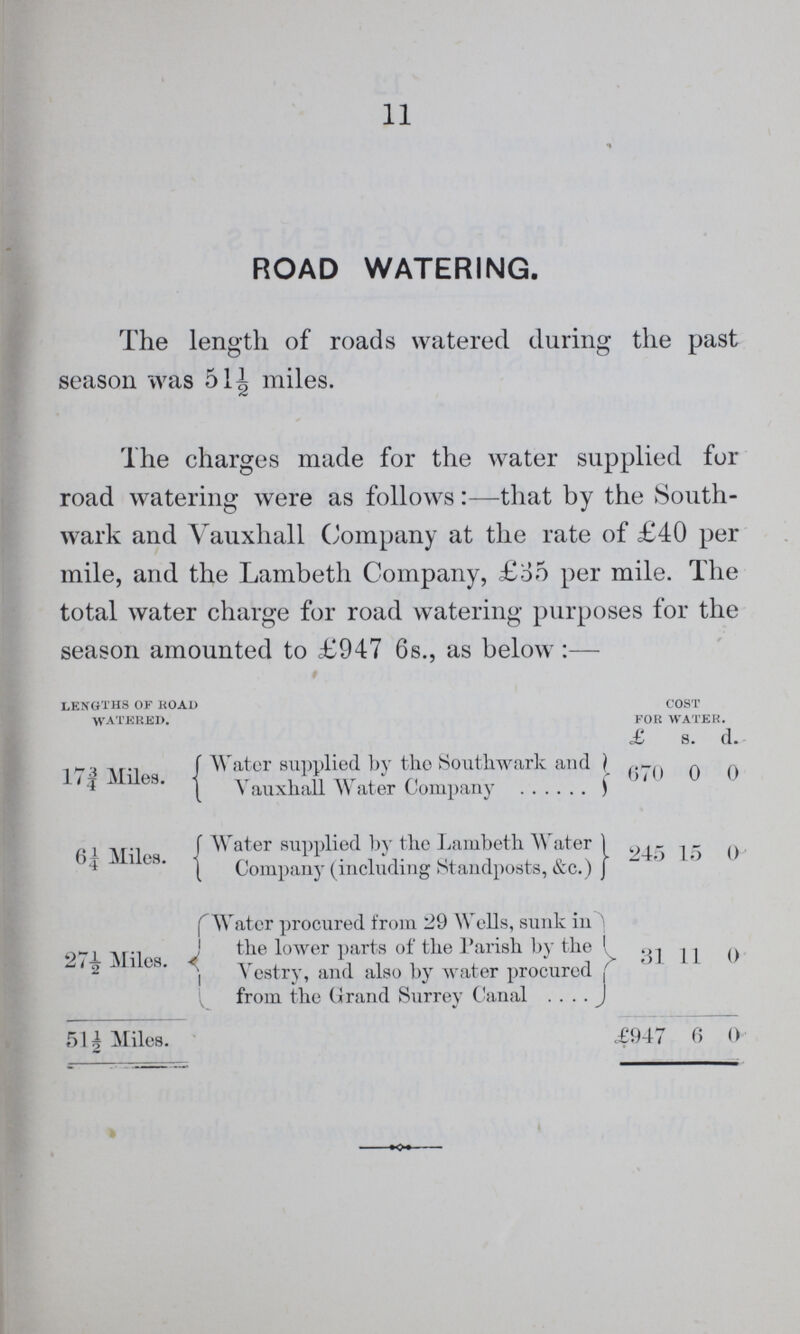 11
ROAD WATERING.
The length of roads watered during the past
season was 51½ miles.
The charges made for the water supplied for
road watering were as follows:—that by the South-
wark and Vauxhall Company at the rate of £40 per
mile, and the Lambeth Company, £35 per mile. The
total water charge for road watering purposes for the
season amounted to £947 6s., as below:—
LENGTHS OF ROAD COST
WATERED. FOR WATER.
£ s. d.
17¾ Miles. { Water supplied by the Southwark and } 670 0 0
Vauxhall Water Company ......
6¼ Miles. { Water supplied by the Lambeth Water } 245 15 0
Company (including Standposts, &c.)
Water procured from 29 Wells, sunk in
27½ Miles. { the lower parts of the Parish by the } 31 11 0
Vestry, and also by water procured
from the Grand Surrey Canal ....
51½ Miles. £947 6 0